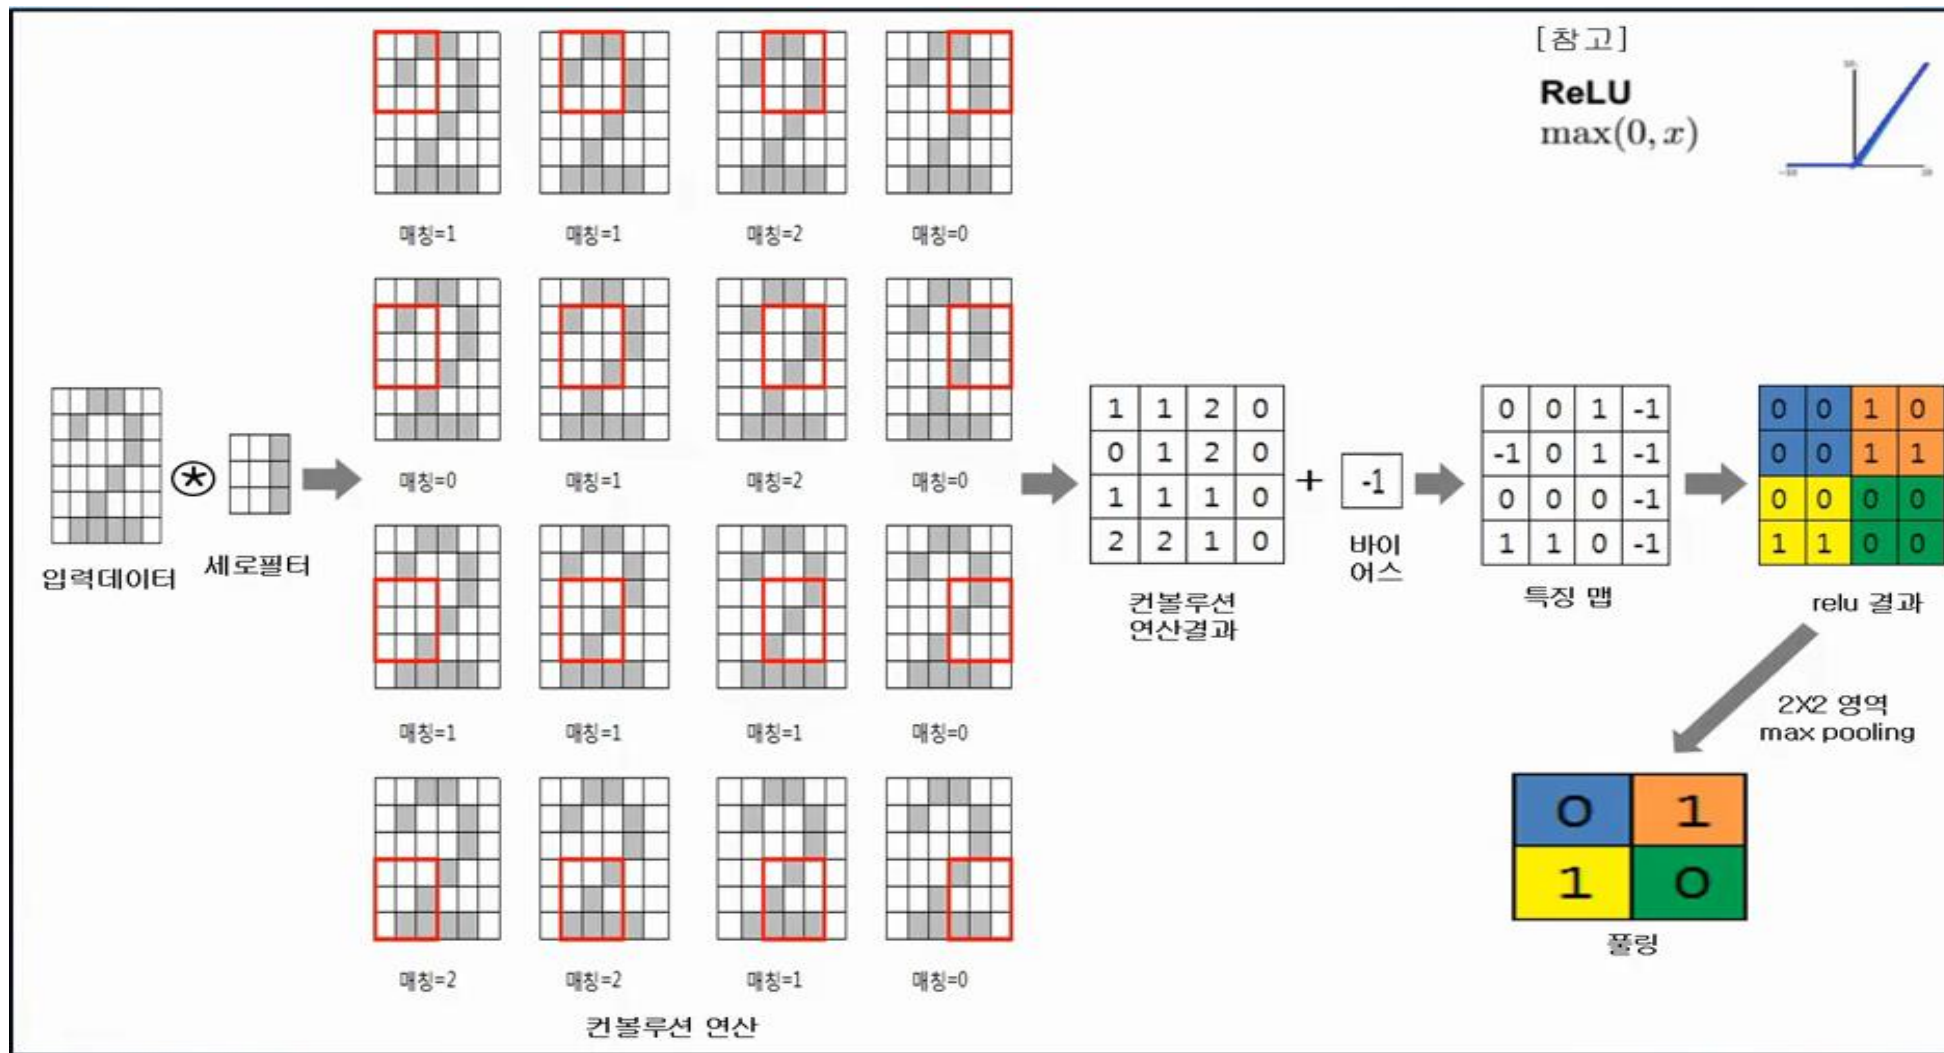 [참고]
ReLU
max(0, x)
매칭=1 매칭=1 매칭=2 매칭=0
매칭=0 매칭=1 매칭=2 매칭=0
매칭=1 매칭=1 매칭=1 매칭=0
매칭=2 매칭=2 매칭=1 매칭=0
컨볼루션 연산
입력데이터
세로필터
1 1 2 0
0 1 2 0
1 1 1 0
2 2 1 0
컨볼루션
연산결과
+
-1
바이
어스
0 0 1 -1
-1 0 1 -1
0 0 0 -1
1 1 0 -1
특징 맵
0 0 1 0
0 0 1 1
0 0 0 0
1 1 0 0
relu 결과
2X2 영역
max pooling
0 1
1 0
풀링